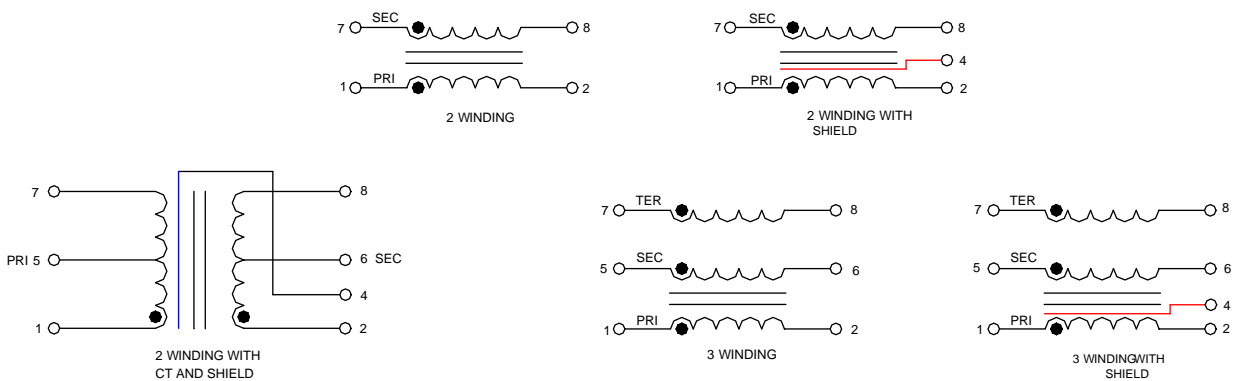 7 SEC 8
1 PRI 2
2 WINDING
7 SEC 8
4
1 PRI 2
2 WINDING WITH
SHIELD
7 8
PRI 5 6 SEC
4
1 2
2 WINDING WITH
CT AND SHIELD
7 TER 8
5 SEC 6
1 PRI 2
3 WINDING
7 TER 8
5 SEC 6
4
1 PRI 2
3 WINDINGWITH
SHIELD